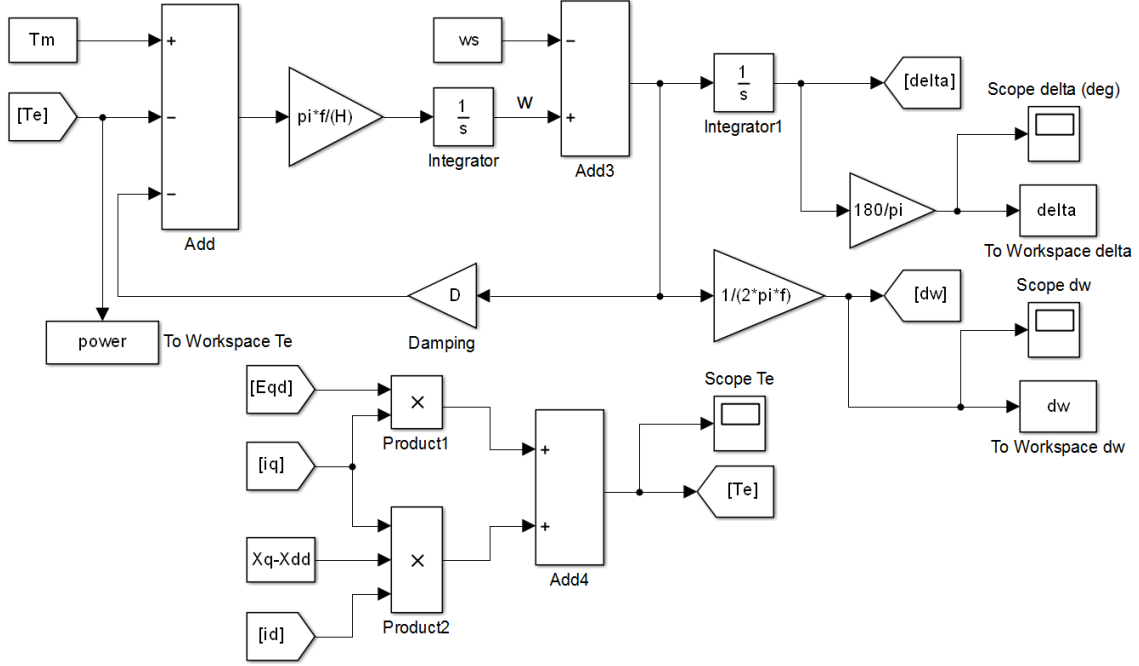 Tm
+
[Te]
−
−
Add
pi*f/(H)
1
s
Integrator
W
ws
−
+
Add3
1
s
Integrator1
[delta]
Scope delta (deg)
180/pi
delta
To Workspace delta
D
Damping
1/(2*pi*f)
[dw]
Scope dw
dw
To Workspace dw
power
To Workspace Te
[Eqd]
×
Product1
[iq]
Xq-Xdd
×
[id]
Product2
+
+
Add4
Scope Te
[Te]